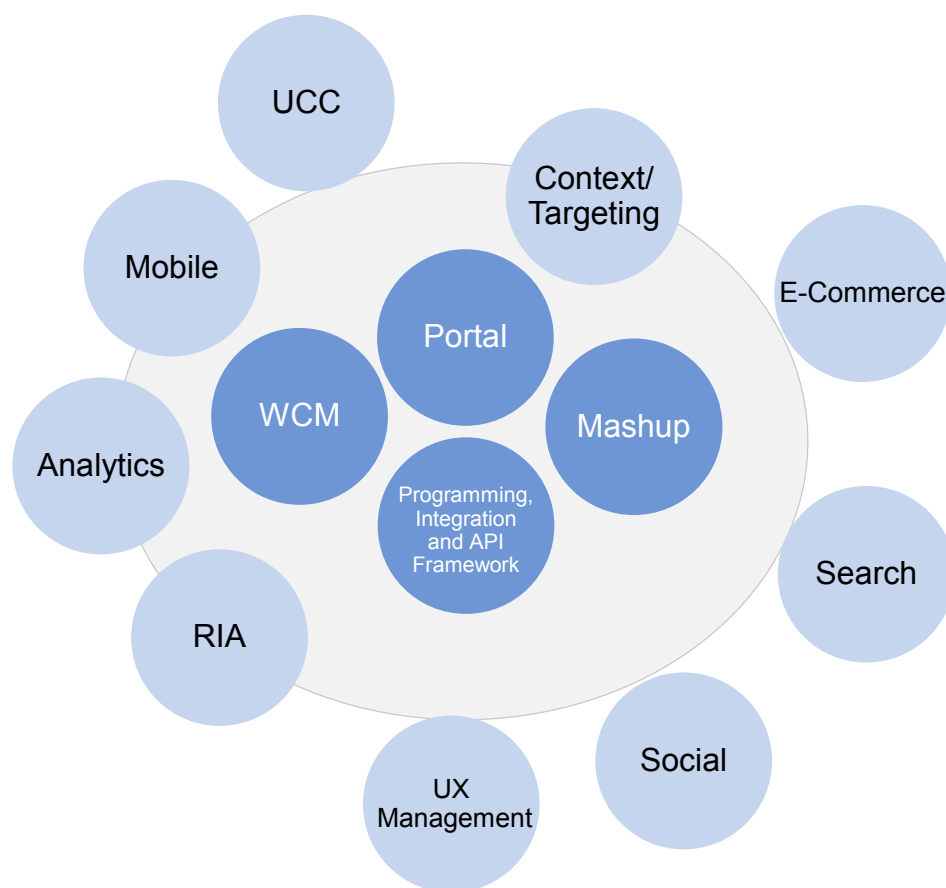 UCC
Context/
Targeting
Mobile
E-Commerce
Portal
WCM
Mashup
Analytics
Programming,
Integration
and API
Framework
Search
RIA
Social
UX
Management